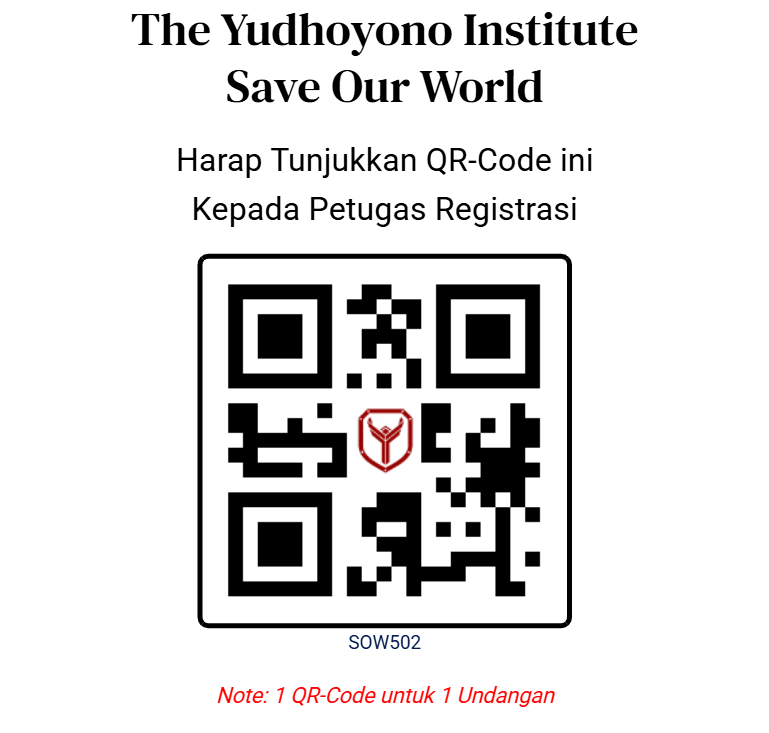 The Yudhoyono Institute
Save Our World
Harap Tunjukkan QR-Code ini
Kepada Petugas Registrasi
SOW502
Note: 1 QR-Code untuk 1 Undangan